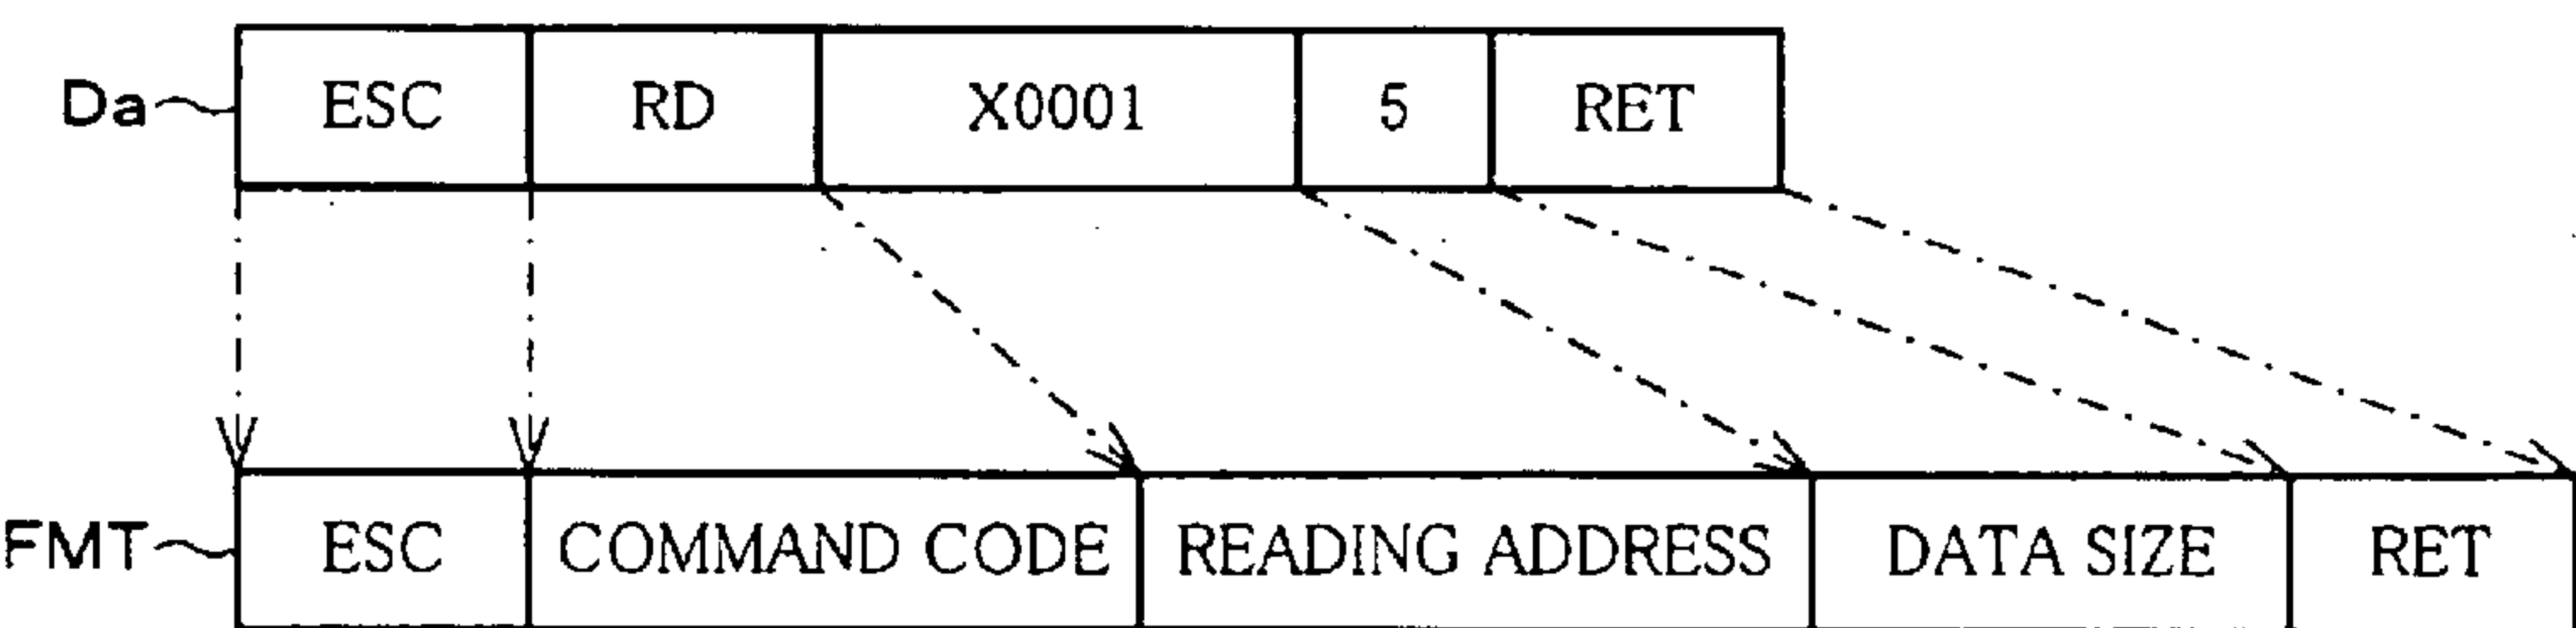 Da ESC RD X0001 5 RET
FMT ESC COMMAND CODE READING ADDRESS DATA SIZE RET